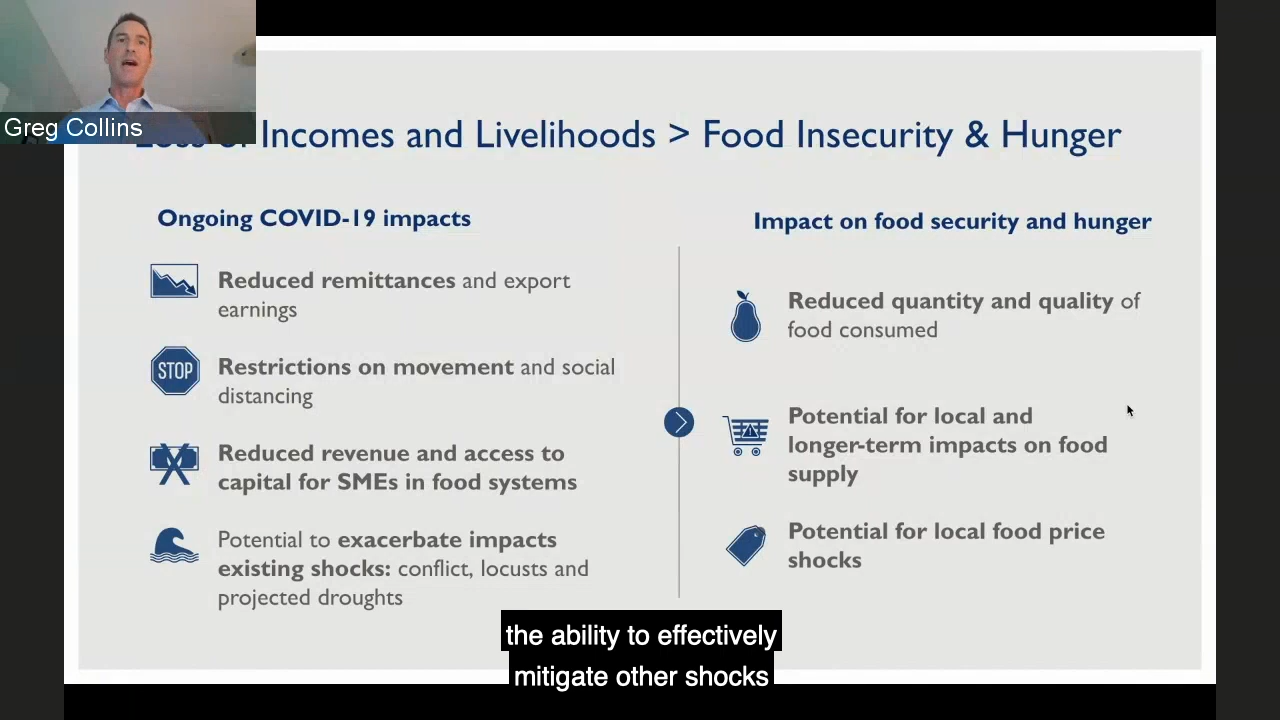 Greg Collins
Loss of Incomes and Livelihoods > Food Insecurity & Hunger
Ongoing COVID-19 impacts
Reduced remittances and export
earnings
STOP
Restrictions on movement and social
distancing
Reduced revenue and access to
capital for SMEs in food systems
Potential to exacerbate impacts
existing shocks: conflict, locusts and
projected droughts
Impact on food security and hunger
Reduced quantity and quality of
food consumed
Potential for local and
longer-term impacts on food
supply
Potential for local food price
shocks
the ability to effectively
mitigate other shocks